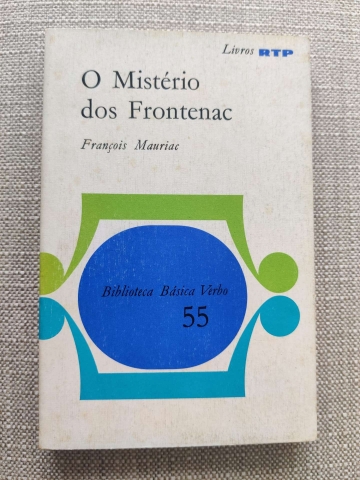 Livros RTP
O Mistério
dos Frontenac
François Mauriac
Biblioteca Básica Verbo
55